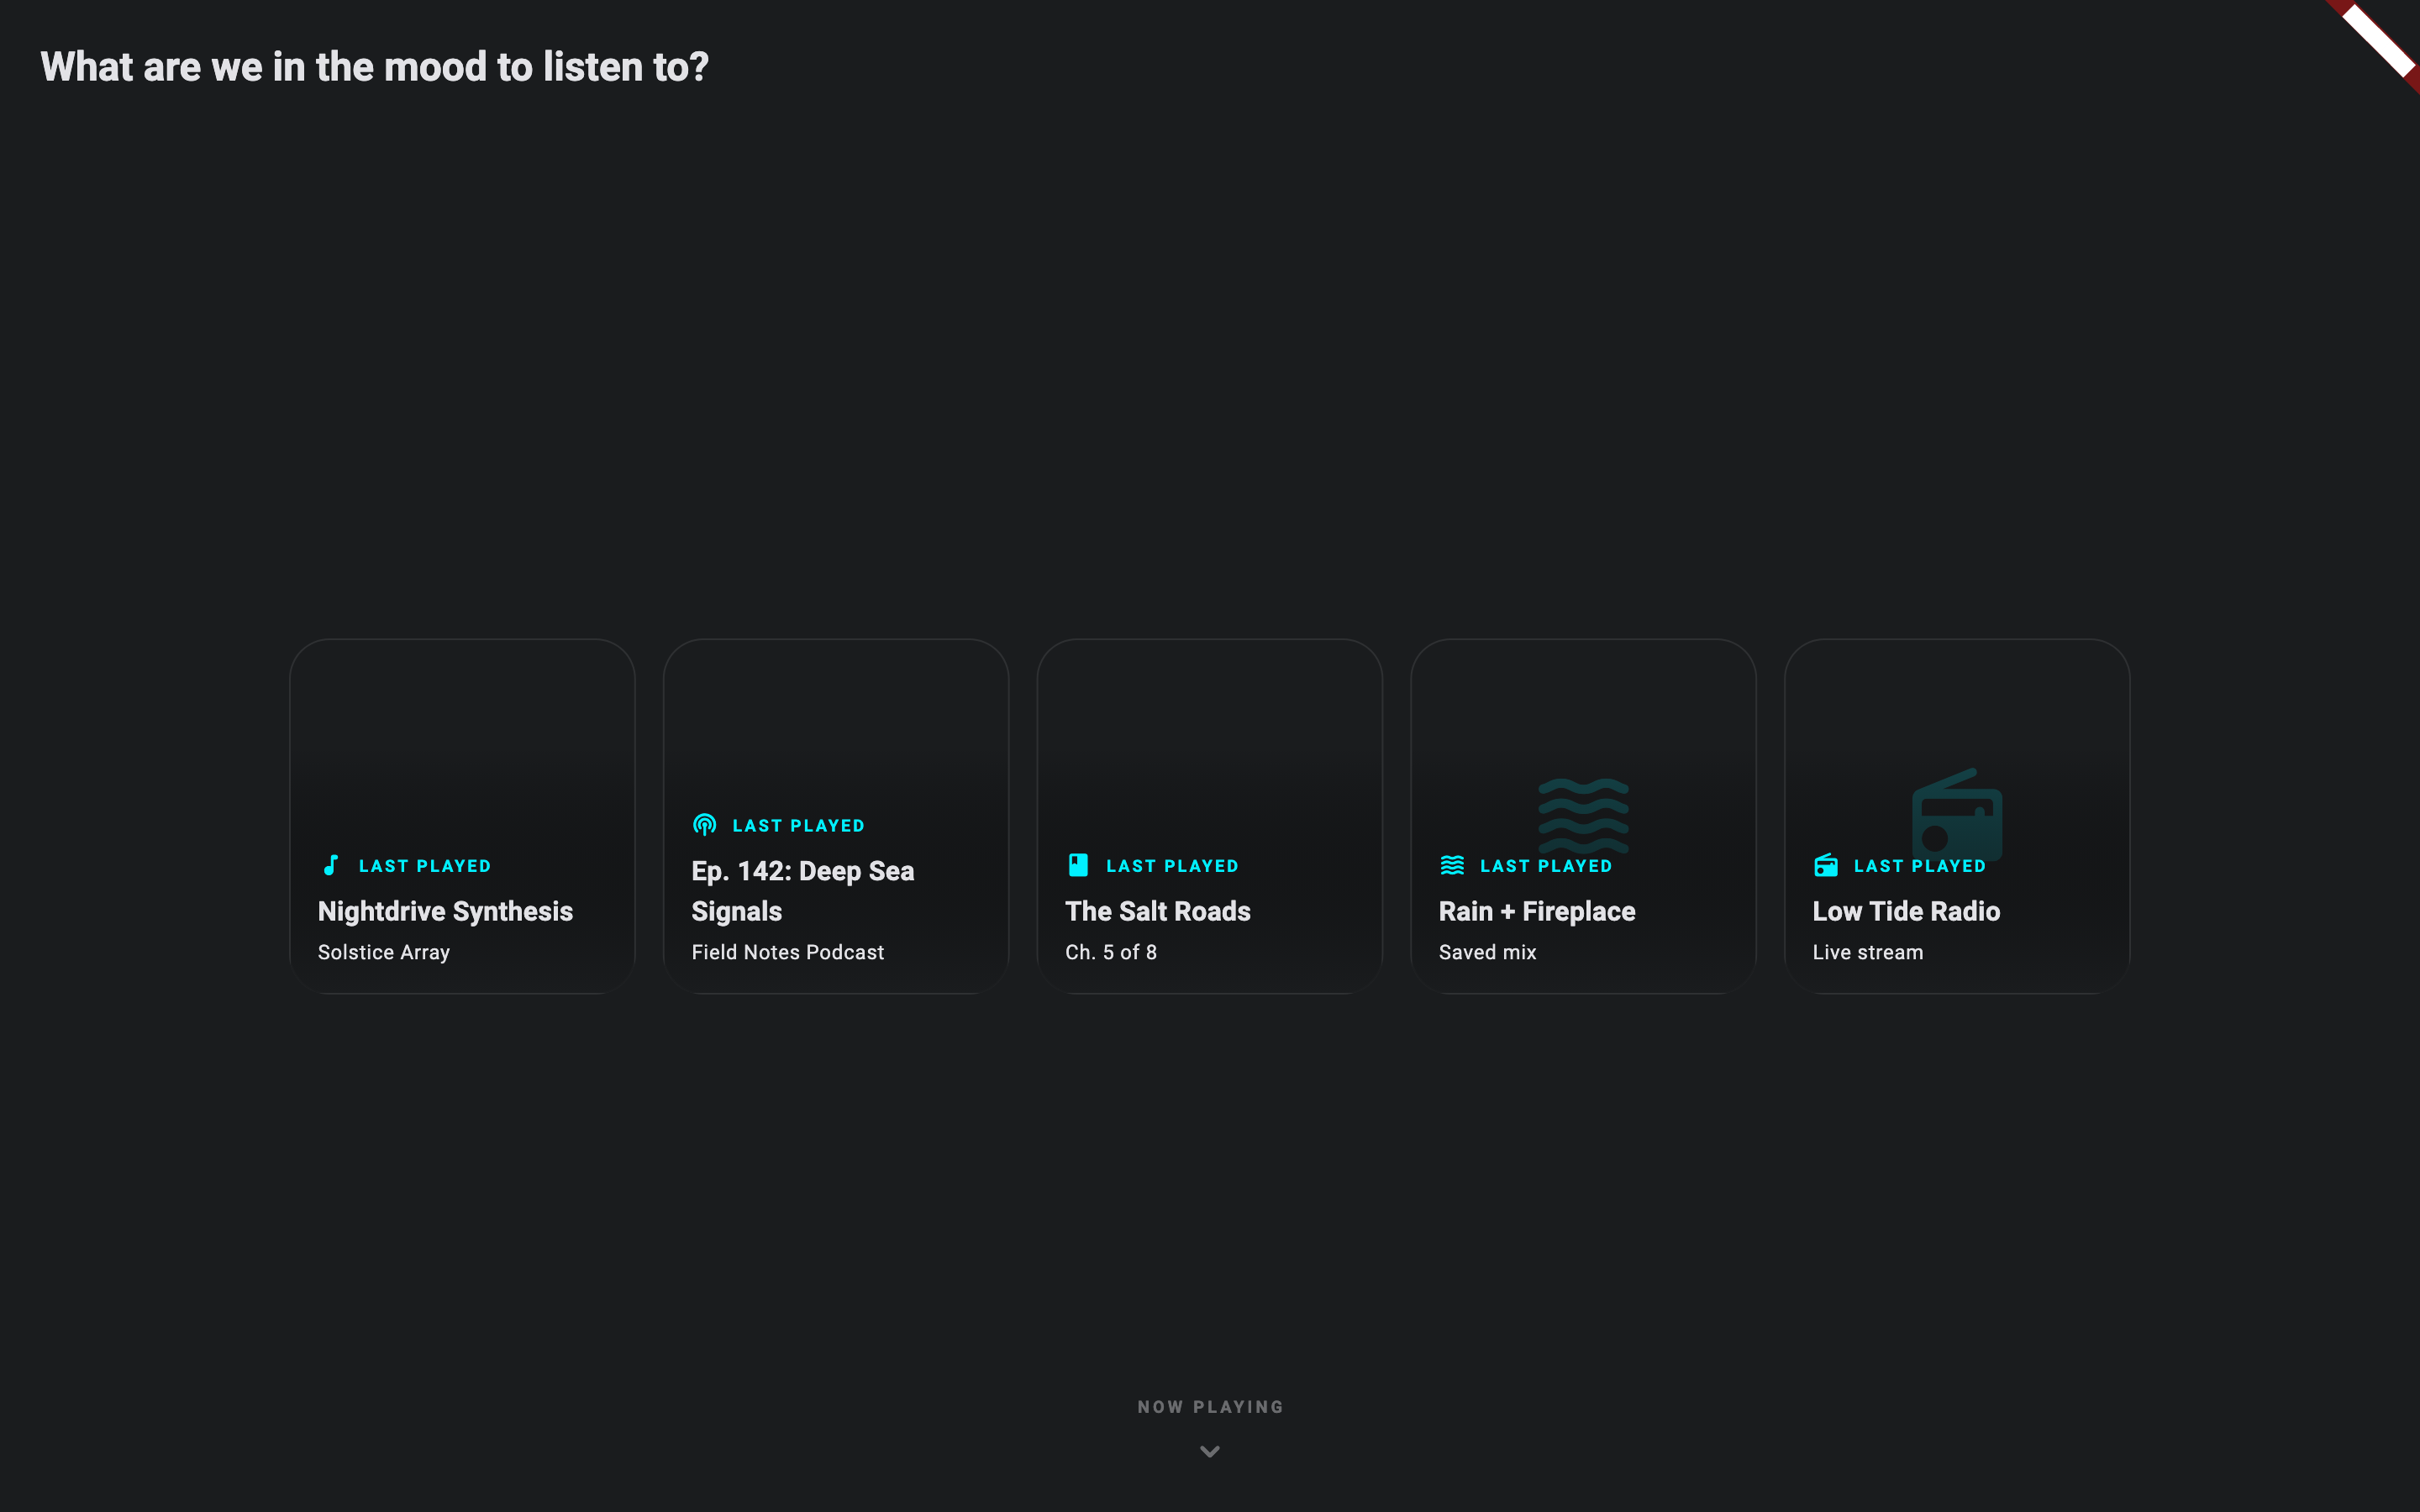 What are we in the mood to listen to?
LAST PLAYED
Nightdrive Synthesis
Solstice Array
LAST PLAYED
Ep. 142: Deep Sea
Signals
Field Notes Podcast
LAST PLAYED
The Salt Roads
Ch. 5 of 8
LAST PLAYED
Rain + Fireplace
Saved mix
LAST PLAYED
Low Tide Radio
Live stream
NOW PLAYING